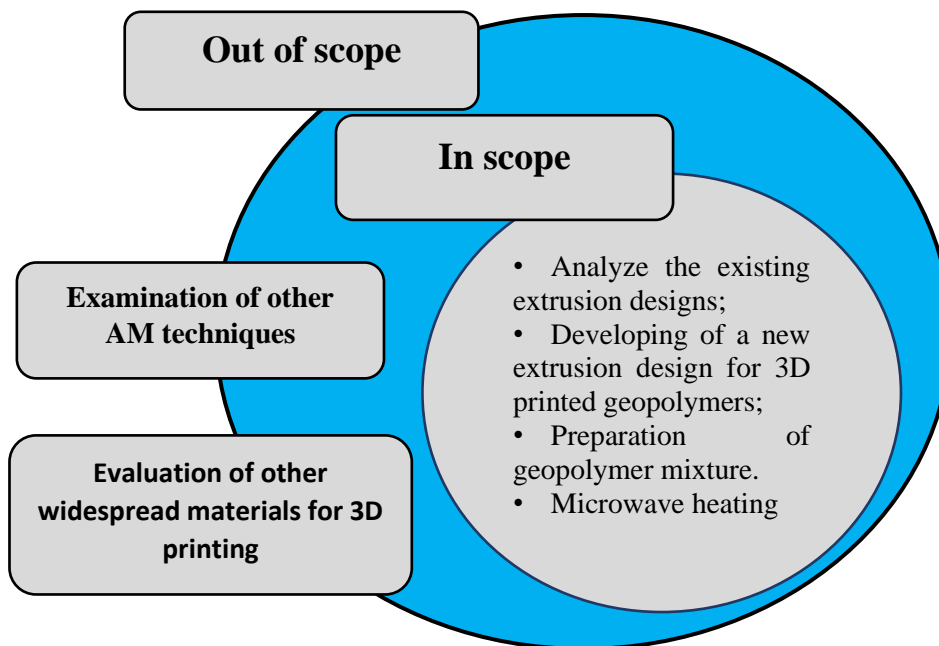 Out of scope
In scope
Examination of other
AM techniques
Evaluation of other
widespread materials for 3D
printing
• Analyze the existing
extrusion designs;
• Developing of a new
extrusion design for 3D
printed geopolymers;
• Preparation of
geopolymer mixture.
• Microwave heating